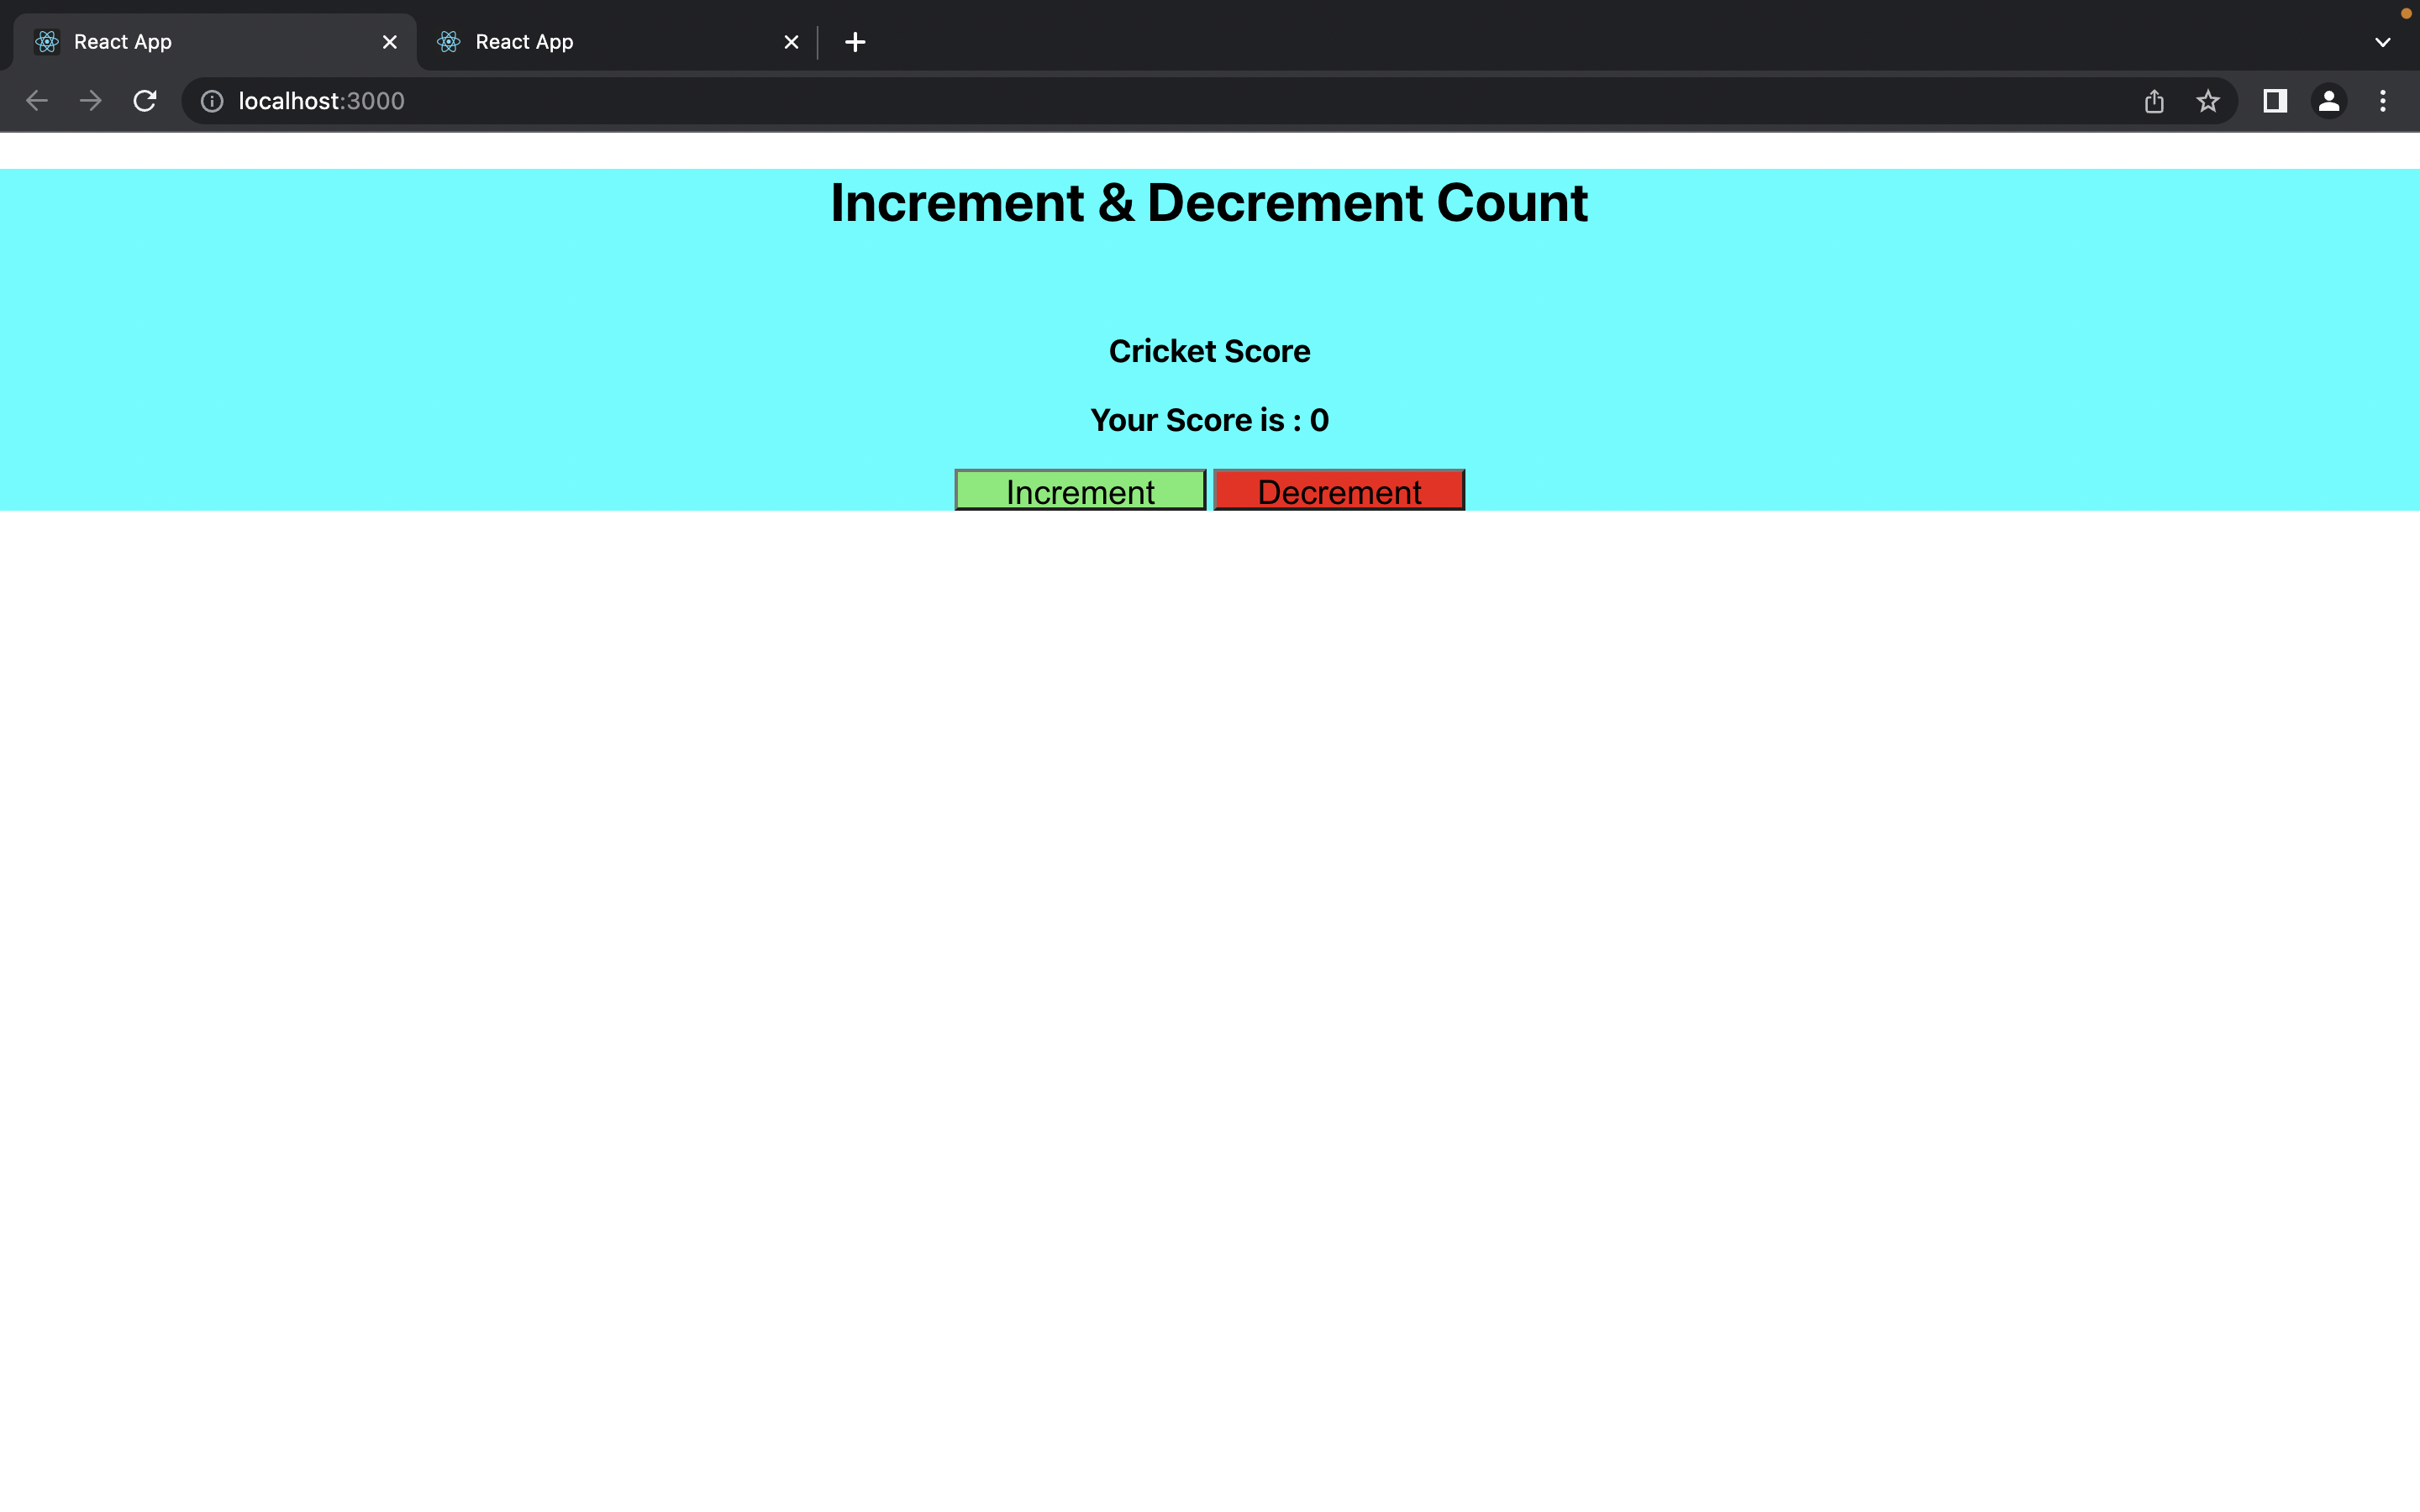 React App
React App
localhost:3000
Increment & Decrement Count
Cricket Score
Your Score is : 0
Increment
Decrement